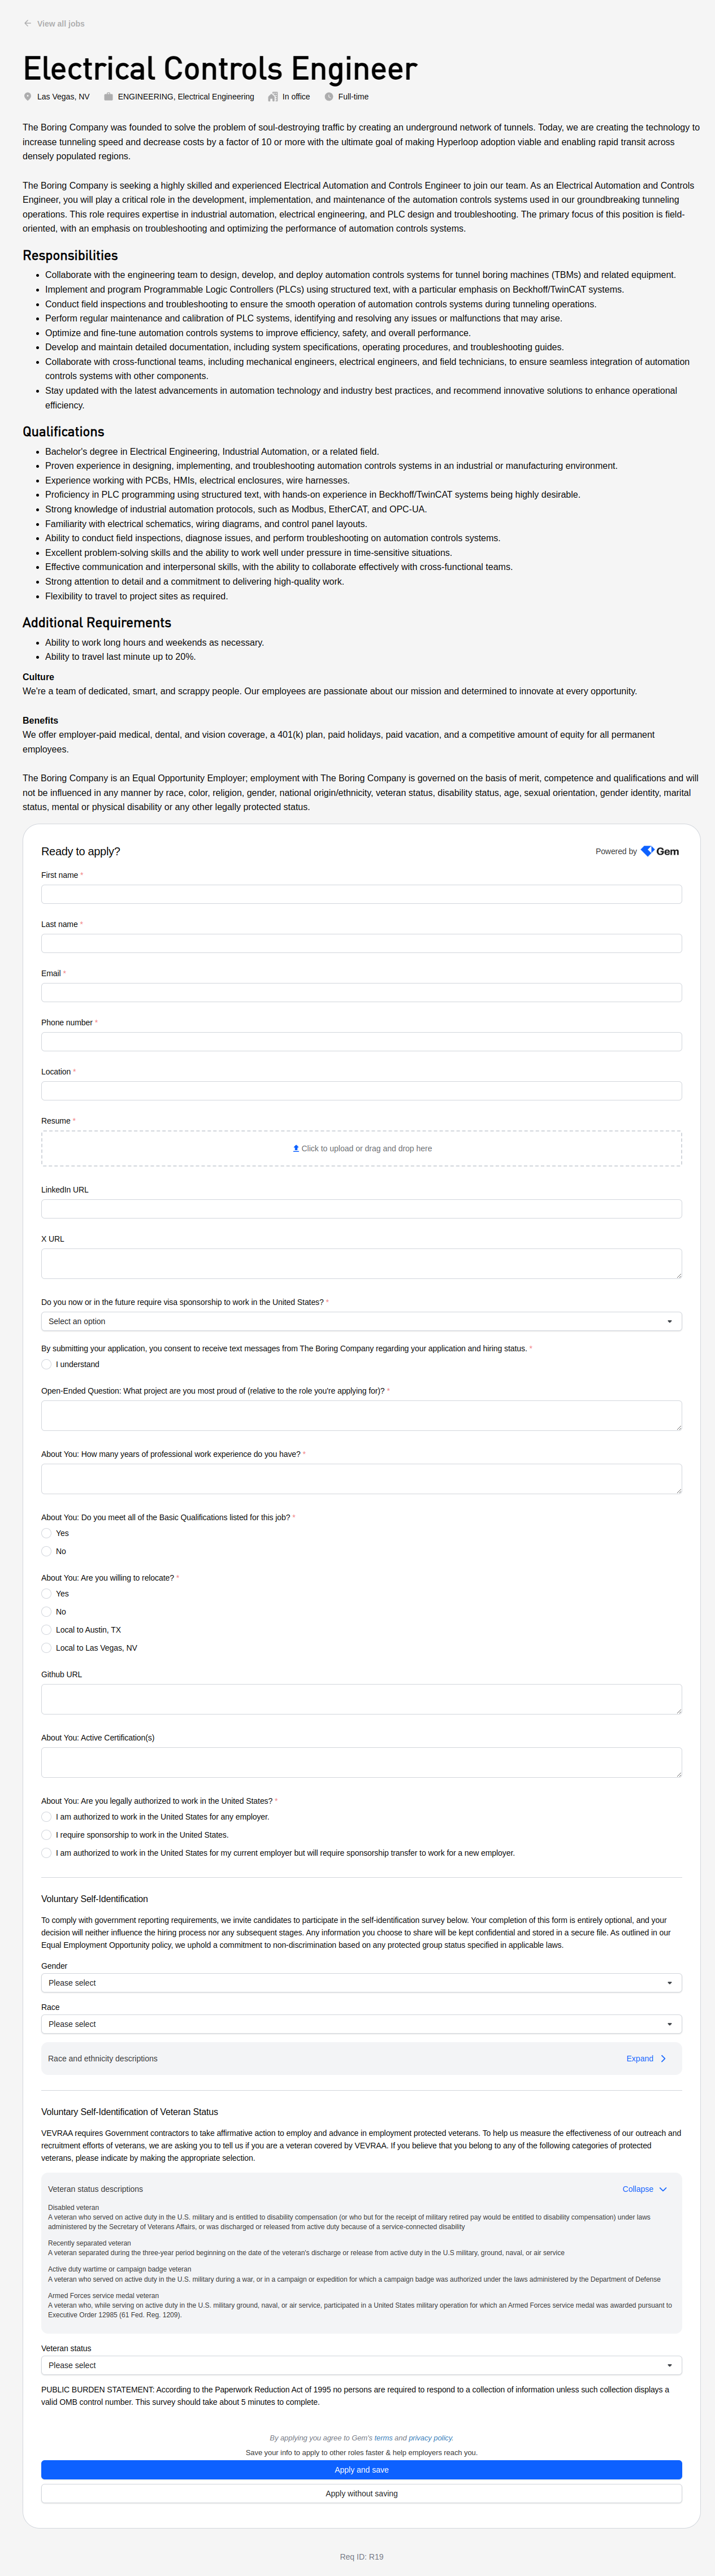 View all jobs
Electrical Controls Engineer
Las Vegas, NV ENGINEERING, Electrical Engineering In office Full-time
The Boring Company was founded to solve the problem of soul-destroying traffic by creating an underground network of tunnels. Today, we are creating the technology to
increase tunneling speed and decrease costs by a factor of 10 or more with the ultimate goal of making Hyperloop adoption viable and enabling rapid transit across
densely populated regions.
The Boring Company is seeking a highly skilled and experienced Electrical Automation and Controls Engineer to join our team. As an Electrical Automation and Controls
Engineer, you will play a critical role in the development, implementation, and maintenance of the automation controls systems used in our groundbreaking tunneling
operations. This role requires expertise in industrial automation, electrical engineering, and PLC design and troubleshooting. The primary focus of this position is field-
oriented, with an emphasis on troubleshooting and optimizing the performance of automation controls systems.
Responsibilities
• Collaborate with the engineering team to design, develop, and deploy automation controls systems for tunnel boring machines (TBMs) and related equipment.
• Implement and program Programmable Logic Controllers (PLCs) using structured text, with a particular emphasis on Beckhoff/TwinCAT systems.
• Conduct field inspections and troubleshooting to ensure the smooth operation of automation controls systems during tunneling operations.
• Perform regular maintenance and calibration of PLC systems, identifying and resolving any issues or malfunctions that may arise.
• Optimize and fine-tune automation controls systems to improve efficiency, safety, and overall performance.
• Develop and maintain detailed documentation, including system specifications, operating procedures, and troubleshooting guides.
• Collaborate with cross-functional teams, including mechanical engineers, electrical engineers, and field technicians, to ensure seamless integration of automation
controls systems with other components.
• Stay updated with the latest advancements in automation technology and industry best practices, and recommend innovative solutions to enhance operational
efficiency.
Qualifications
• Bachelor's degree in Electrical Engineering, Industrial Automation, or a related field.
• Proven experience in designing, implementing, and troubleshooting automation controls systems in an industrial or manufacturing environment.
• Experience working with PCBs, HMIs, electrical enclosures, wire harnesses.
• Proficiency in PLC programming using structured text, with hands-on experience in Beckhoff/TwinCAT systems being highly desirable.
• Strong knowledge of industrial automation protocols, such as Modbus, EtherCAT, and OPC-UA.
• Familiarity with electrical schematics, wiring diagrams, and control panel layouts.
• Ability to conduct field inspections, diagnose issues, and perform troubleshooting on automation controls systems.
• Excellent problem-solving skills and the ability to work well under pressure in time-sensitive situations.
• Effective communication and interpersonal skills, with the ability to collaborate effectively with cross-functional teams.
• Strong attention to detail and a commitment to delivering high-quality work.
• Flexibility to travel to project sites as required.
Additional Requirements
• Ability to work long hours and weekends as necessary.
• Ability to travel last minute up to 20%.
Culture
We're a team of dedicated, smart, and scrappy people. Our employees are passionate about our mission and determined to innovate at every opportunity.
Benefits
We offer employer-paid medical, dental, and vision coverage, a 401(k) plan, paid holidays, paid vacation, and a competitive amount of equity for all permanent
employees.
The Boring Company is an Equal Opportunity Employer; employment with The Boring Company is governed on the basis of merit, competence and qualifications and will
not be influenced in any manner by race, color, religion, gender, national origin/ethnicity, veteran status, disability status, age, sexual orientation, gender identity, marital
status, mental or physical disability or any other legally protected status.
Ready to apply? Powered by Gem
First name *
Last name *
Email *
Phone number *
Location *
Resume *
Click to upload or drag and drop here
LinkedIn URL
X URL
Do you now or in the future require visa sponsorship to work in the United States? *
Select an option
By submitting your application, you consent to receive text messages from The Boring Company regarding your application and hiring status. *
I understand
Open-Ended Question: What project are you most proud of (relative to the role you're applying for)? *
About You: How many years of professional work experience do you have? *
About You: Do you meet all of the Basic Qualifications listed for this job? *
Yes
No
About You: Are you willing to relocate? *
Yes
No
Local to Austin, TX
Local to Las Vegas, NV
Github URL
About You: Active Certification(s)
About You: Are you legally authorized to work in the United States? *
I am authorized to work in the United States for any employer.
I require sponsorship to work in the United States.
I am authorized to work in the United States for my current employer but will require sponsorship transfer to work for a new employer.
Voluntary Self-Identification
To comply with government reporting requirements, we invite candidates to participate in the self-identification survey below. Your completion of this form is entirely optional, and your
decision will neither influence the hiring process nor any subsequent stages. Any information you choose to share will be kept confidential and stored in a secure file. As outlined in our
Equal Employment Opportunity policy, we uphold a commitment to non-discrimination based on any protected group status specified in applicable laws.
Gender
Please select
Race
Please select
Race and ethnicity descriptions Expand
Voluntary Self-Identification of Veteran Status
VEVRAA requires Government contractors to take affirmative action to employ and advance in employment protected veterans. To help us measure the effectiveness of our outreach and
recruitment efforts of veterans, we are asking you to tell us if you are a veteran covered by VEVRAA. If you believe that you belong to any of the following categories of protected
veterans, please indicate by making the appropriate selection.
Veteran status descriptions Collapse
Disabled veteran
A veteran who served on active duty in the U.S. military and is entitled to disability compensation (or who but for the receipt of military retired pay would be entitled to disability compensation) under laws
administered by the Secretary of Veterans Affairs, or was discharged or released from active duty because of a service-connected disability
Recently separated veteran
A veteran separated during the three-year period beginning on the date of the veteran's discharge or release from active duty in the U.S military, ground, naval, or air service
Active duty wartime or campaign badge veteran
A veteran who served on active duty in the U.S. military during a war, or in a campaign or expedition for which a campaign badge was authorized under the laws administered by the Department of Defense
Armed Forces service medal veteran
A veteran who, while serving on active duty in the U.S. military ground, naval, or air service, participated in a United States military operation for which an Armed Forces service medal was awarded pursuant to
Executive Order 12985 (61 Fed. Reg. 1209).
Veteran status
Please select
PUBLIC BURDEN STATEMENT: According to the Paperwork Reduction Act of 1995 no persons are required to respond to a collection of information unless such collection displays a
valid OMB control number. This survey should take about 5 minutes to complete.
By applying you agree to Gem's terms and privacy policy.
Save your info to apply to other roles faster & help employers reach you.
Apply and save
Apply without saving
Req ID: R19